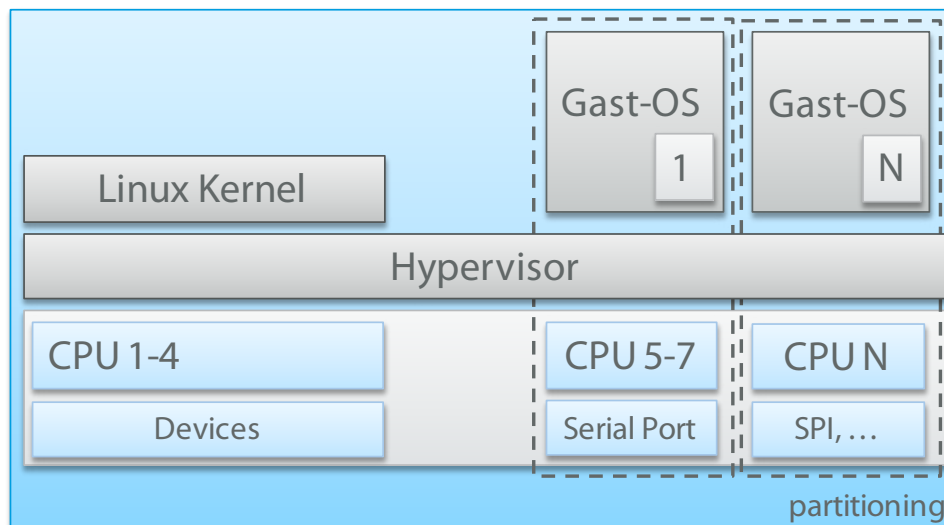 Gast-OS
1
Gast-OS
N
Linux Kernel
Hypervisor
CPU 1-4
CPU 5-7
CPU N
Devices
Serial Port
SPI, …
partitioning